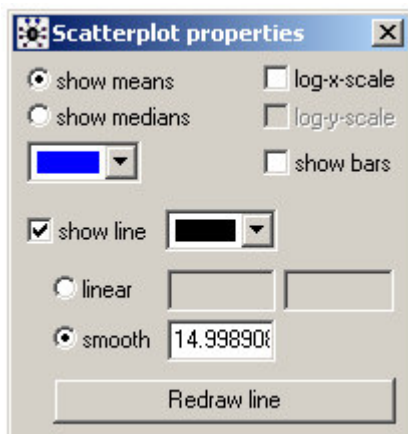 Scatterplot properties
show means
log-x-scale
show medians
log-y-scale
show bars
show line
linear
smooth
14.998908
Redraw line